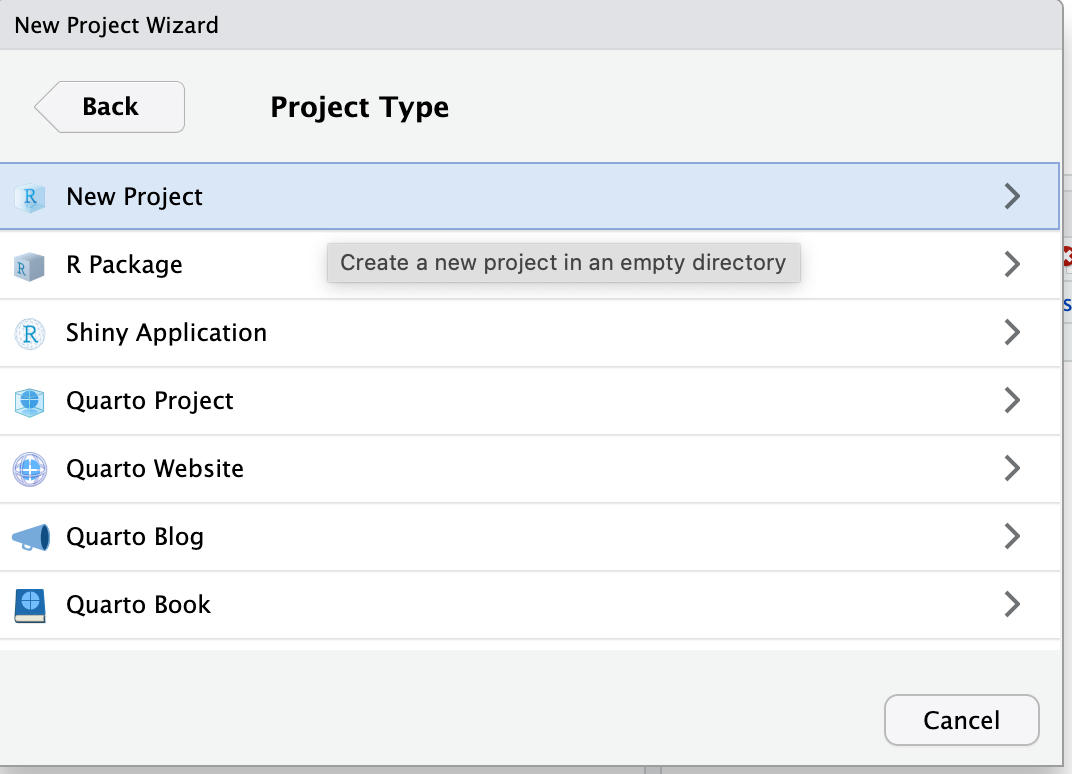 New Project Wizard
Back
Project Type
R
New Project
R
R Package
Create a new project in an empty directory
R
Shiny Application
Quarto Project
Quarto Website
Quarto Blog
Quarto Book
s
Cancel